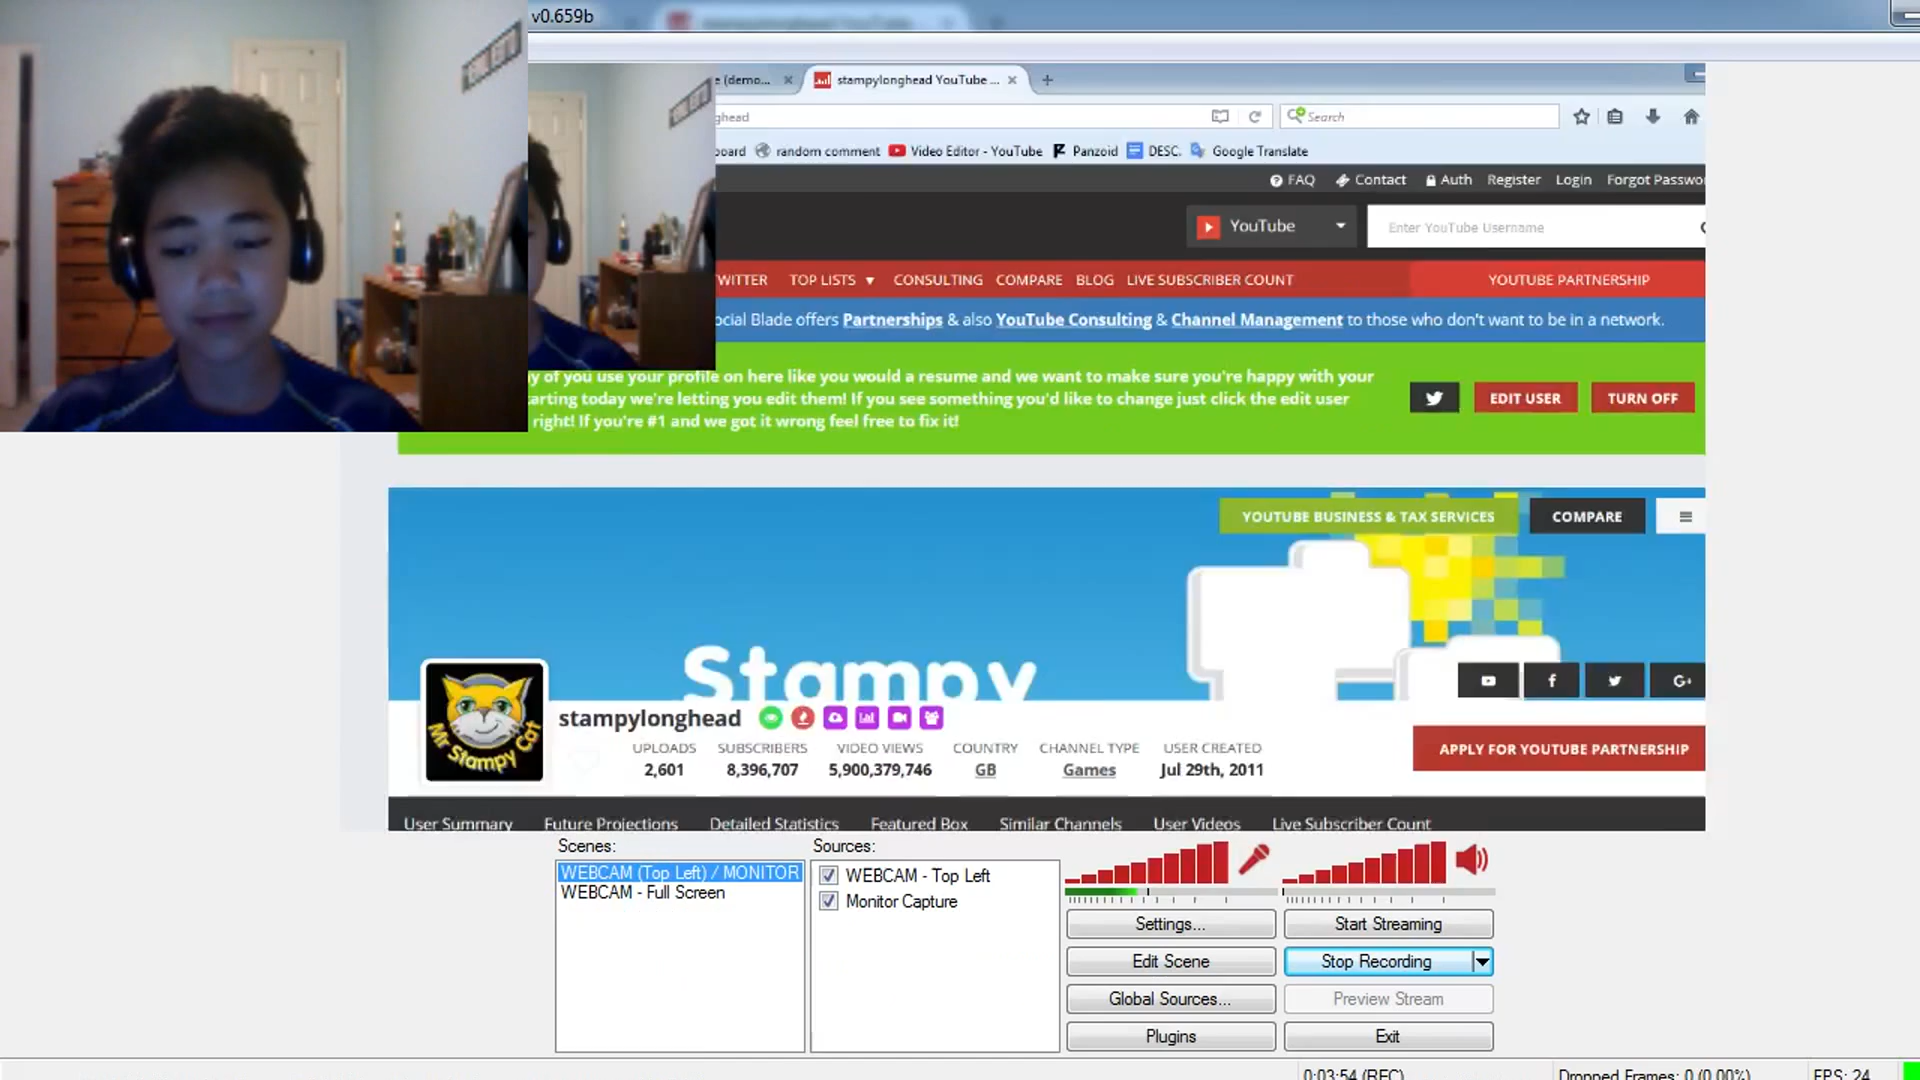 v0.659b
e (demo...
stampylonghead YouTube ...
ghead
Search
board
random comment
Video Editor - YouTube
Panzoid
DESC.
Google Translate
FAQ
Contact
Auth
Register
Login
Forgot Passwo
YouTube
Enter YouTube Username
WITTER
TOP LISTS
CONSULTING
COMPARE
BLOG
LIVE SUBSCRIBER COUNT
YOUTUBE PARTNERSHIP
ocial Blade offers Partnerships & also YouTube Consulting & Channel Management to those who don't want to be in a network.
y of you use your profile on here like you would a resume and we want to make sure you're happy with your
arting today we're letting you edit them! If you see something you'd like to change just click the edit user
right! If you're #1 and we got it wrong feel free to fix it!
EDIT USER
TURN OFF
YOUTUBE BUSINESS & TAX SERVICES
COMPARE
Stampy
Mr Stampy Cat
stampylonghead
UPLOADS
SUBSCRIBERS
VIDEO VIEWS
COUNTRY
CHANNEL TYPE
USER CREATED
2,601
8,396,707
5,900,379,746
GB
Games
Jul 29th, 2011
APPLY FOR YOUTUBE PARTNERSHIP
User Summary
Future Projections
Detailed Statistics
Featured Box
Similar Channels
User Videos
Live Subscriber Count
Scenes:
Sources:
WEBCAM (Top Left) / MONITOR
WEBCAM - Full Screen
WEBCAM - Top Left
Monitor Capture
Settings...
Start Streaming
Edit Scene
Stop Recording
Global Sources...
Preview Stream
Plugins
Exit
0:03:54 (REC)
Dropped Frames: 0 (0.00%)
FPS: 24